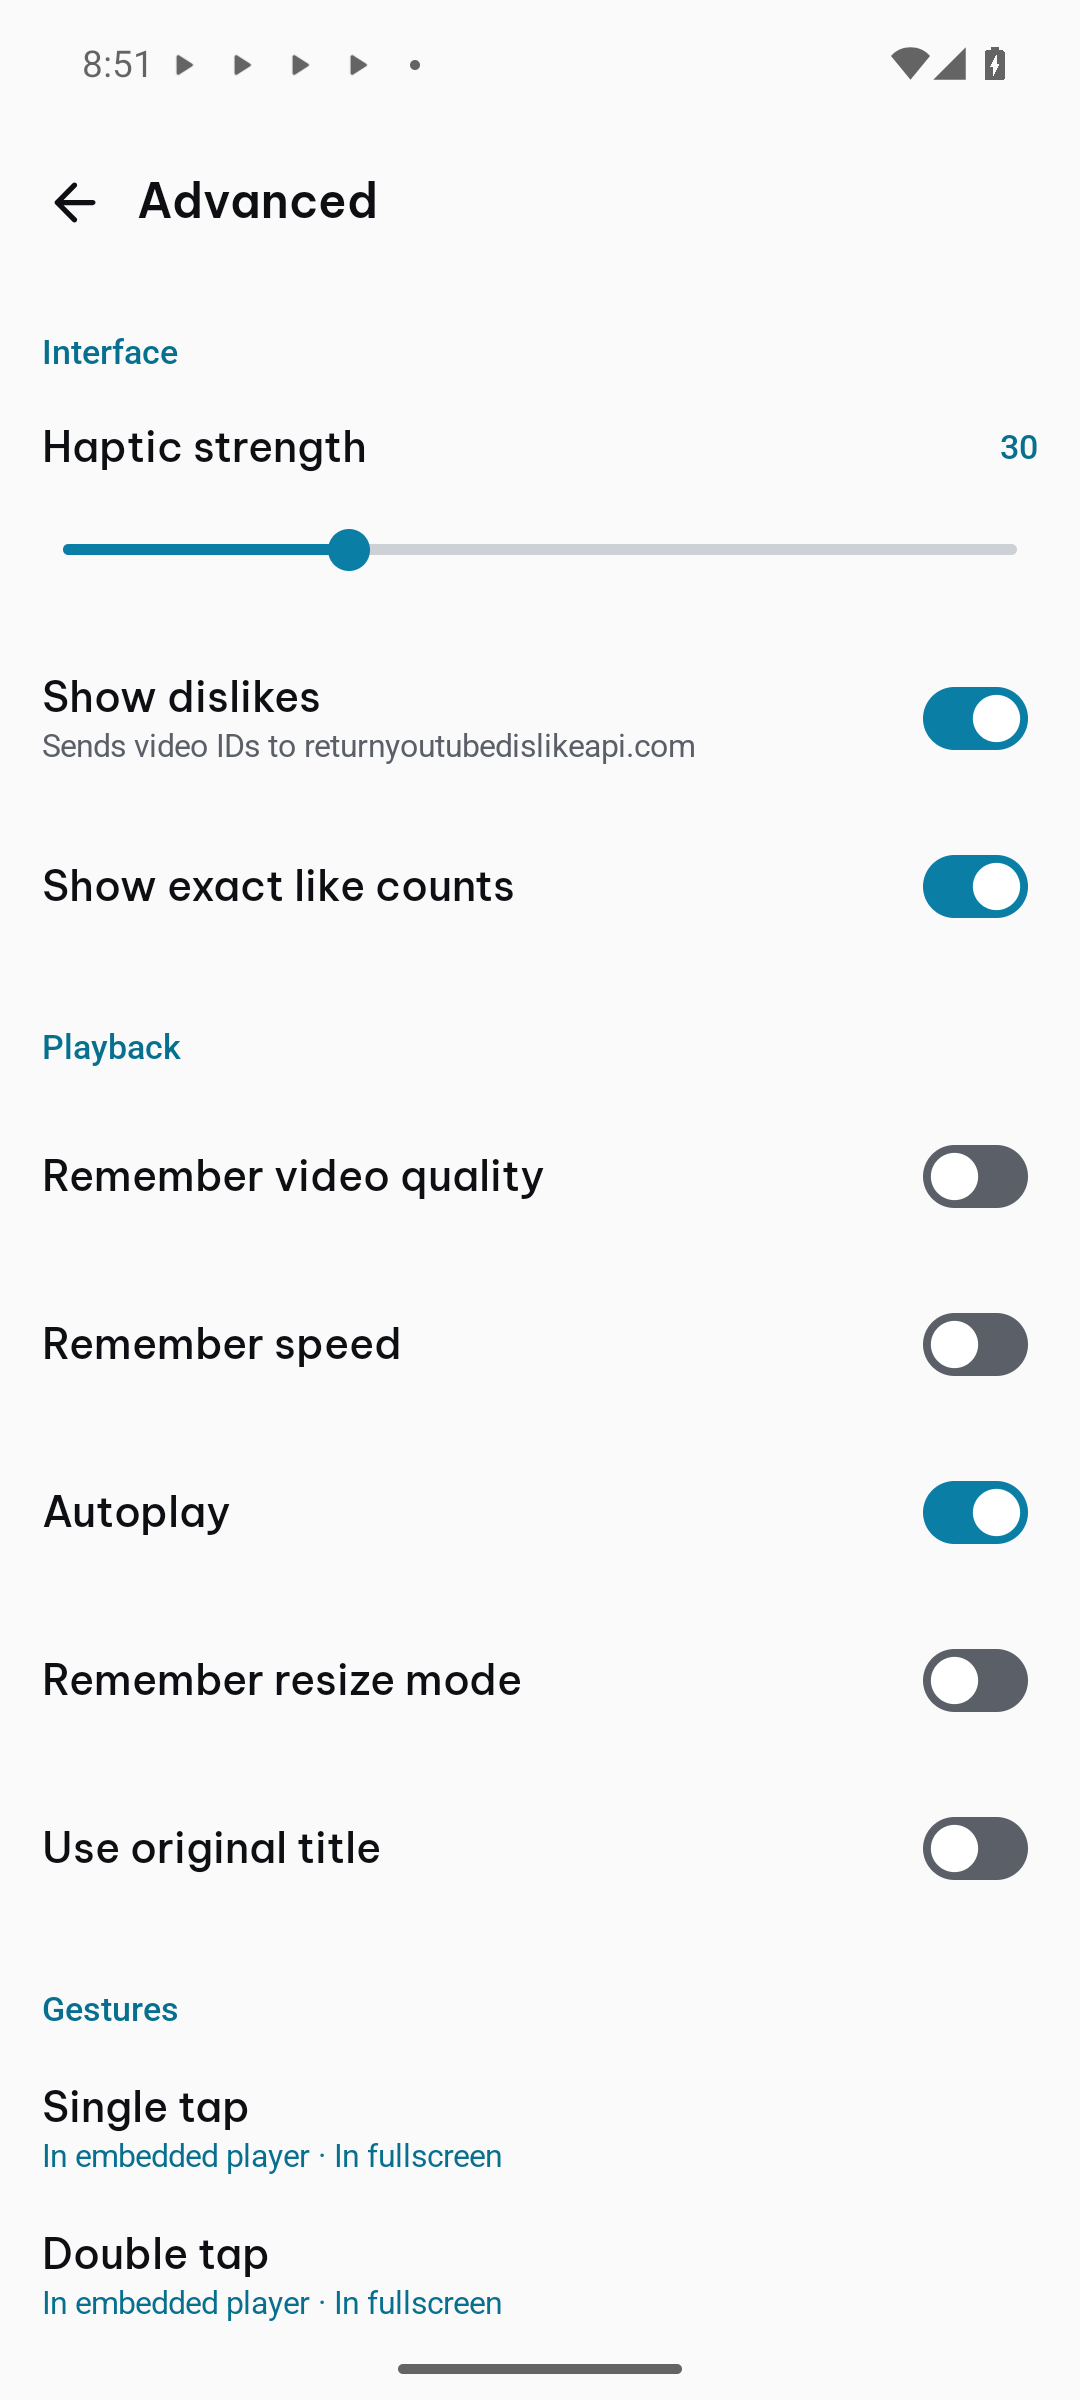 8:51
Advanced
Interface
Haptic strength
30
Show dislikes
Sends video IDs to returnyoutubedislikeapi.com
Show exact like counts
Playback
Remember video quality
Remember speed
Autoplay
Remember resize mode
Use original title
Gestures
Single tap
In embedded player · In fullscreen
Double tap
In embedded player · In fullscreen